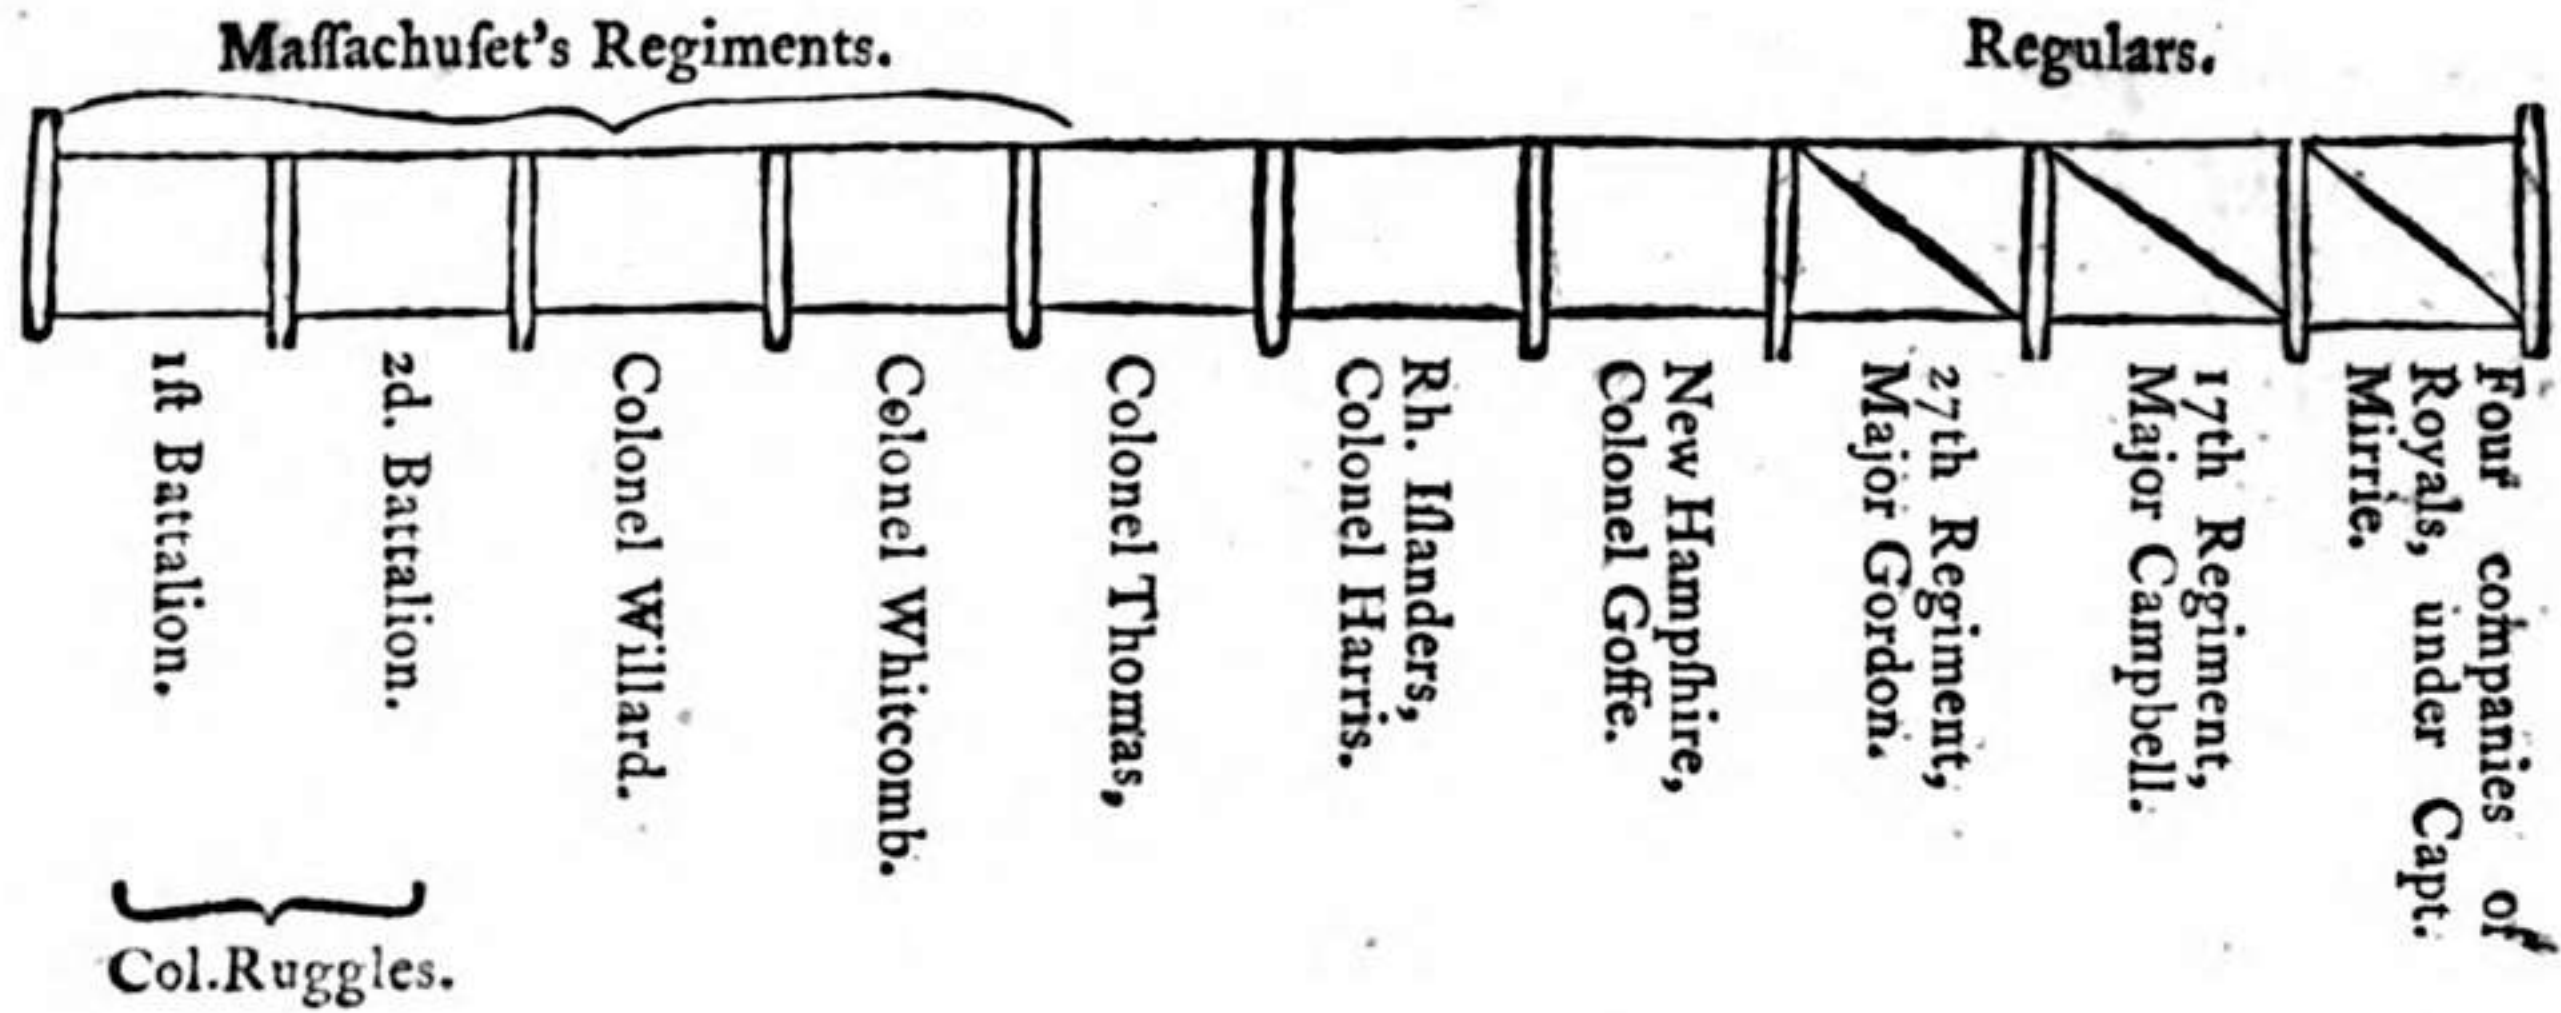 Maſſachuſet's Regiments.
Regulars.
1ſt Battalion.
2d. Battalion.
Colonel Willard.
Colonel Whitcomb.
Colonel Thomas,
Rh. Iſlanders,
Colonel Harris.
New Hampſhire,
Colonel Goffe.
27th Regiment,
Major Gordon.
17th Regiment,
Major Campbell.
Four companies of
Royals, under Capt.
Mirrie.
Col.Ruggles.